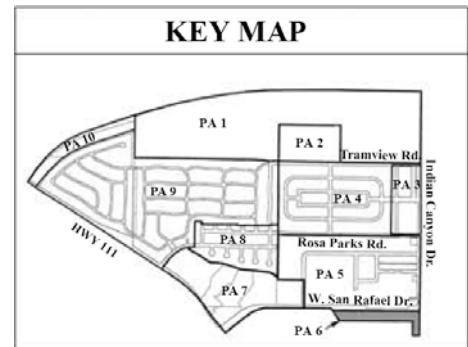 KEY MAP
PA 1
PA 10
PA 2
Tramview Rd.
PA 3
Indian Canyon Dr.
PA 9
PA 4
HWY 111
PA 8
Rosa Parks Rd.
PA 5
PA 7
W. San Rafael Dr.
PA 6